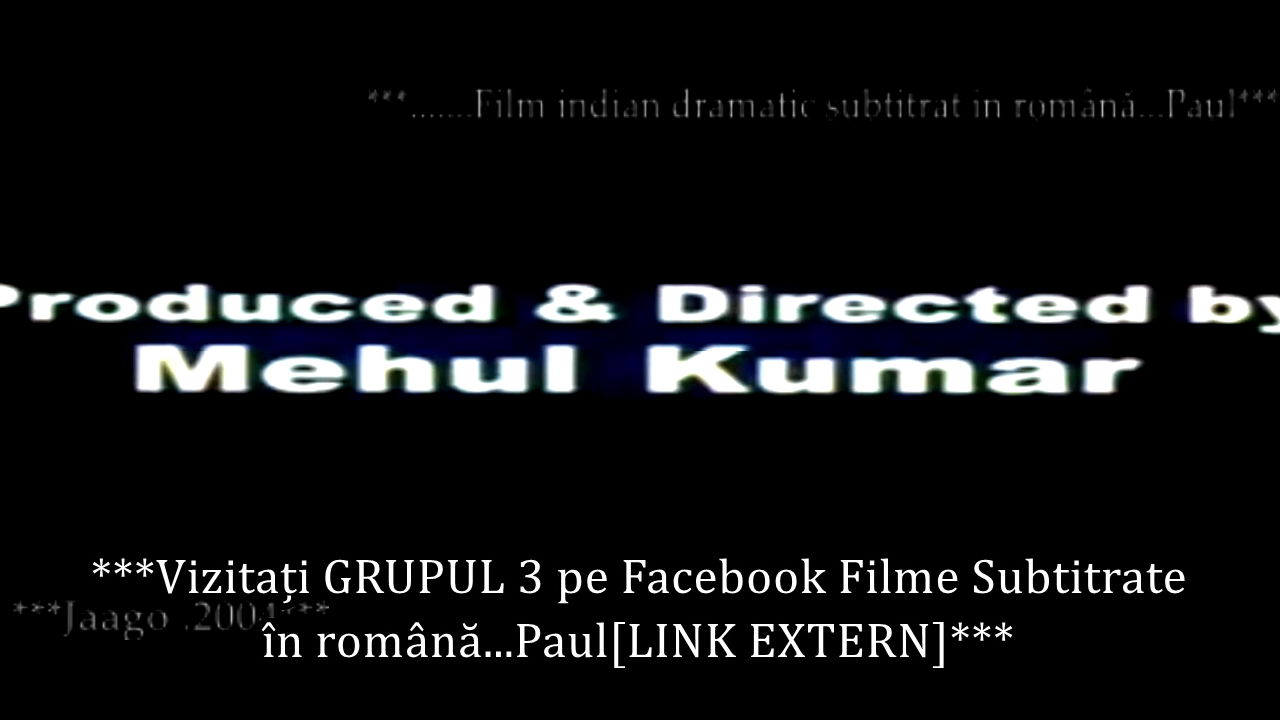 ***.......Film indian dramatic subtitrat in română...Paul***
Produced & Directed by
Mehul Kumar
***Vizitați GRUPUL 3 pe Facebook Filme Subtitrate
***Jaago .2004***
în română...Paul[LINK EXTERN]***